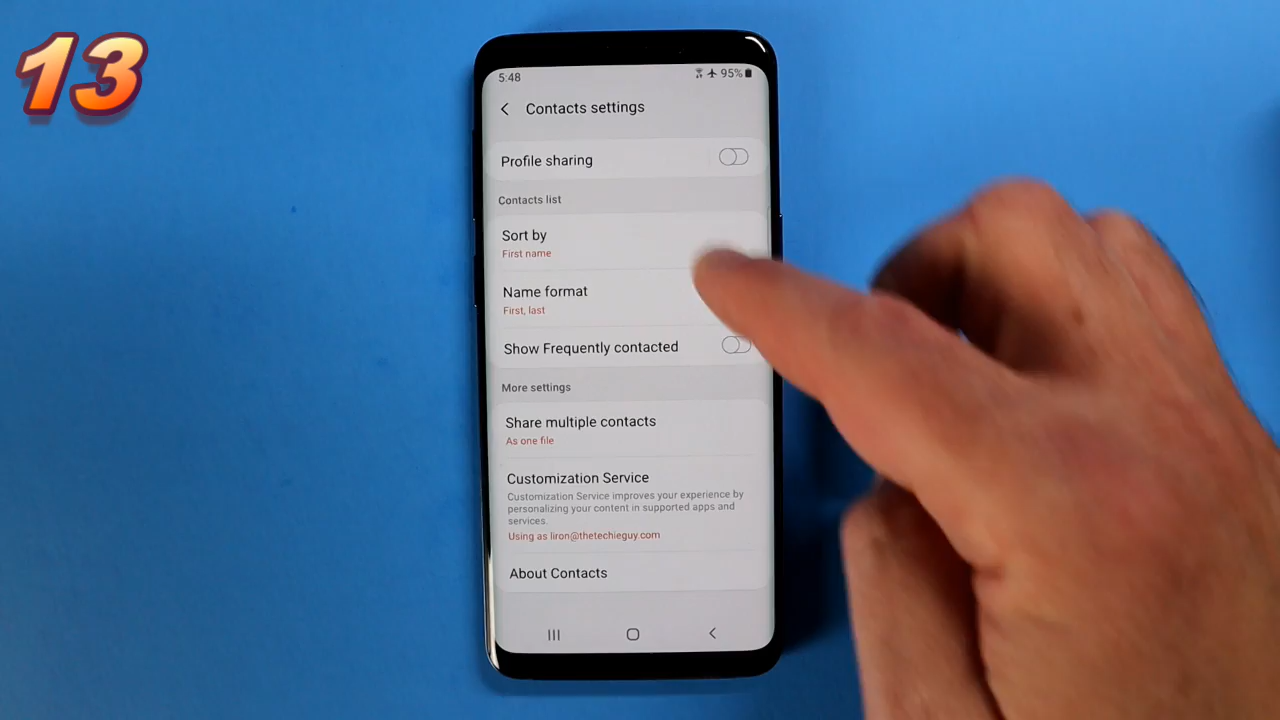 13
5:48
95%
Contacts settings
Profile sharing
Contacts list
Sort by
First name
Name format
First, last
Show Frequently contacted
More settings
Share multiple contacts
As one file
Customization Service
Customization Service improves your experience by
personalizing your content in supported apps and
services.
Using as liron@thetechieguy.com
About Contacts